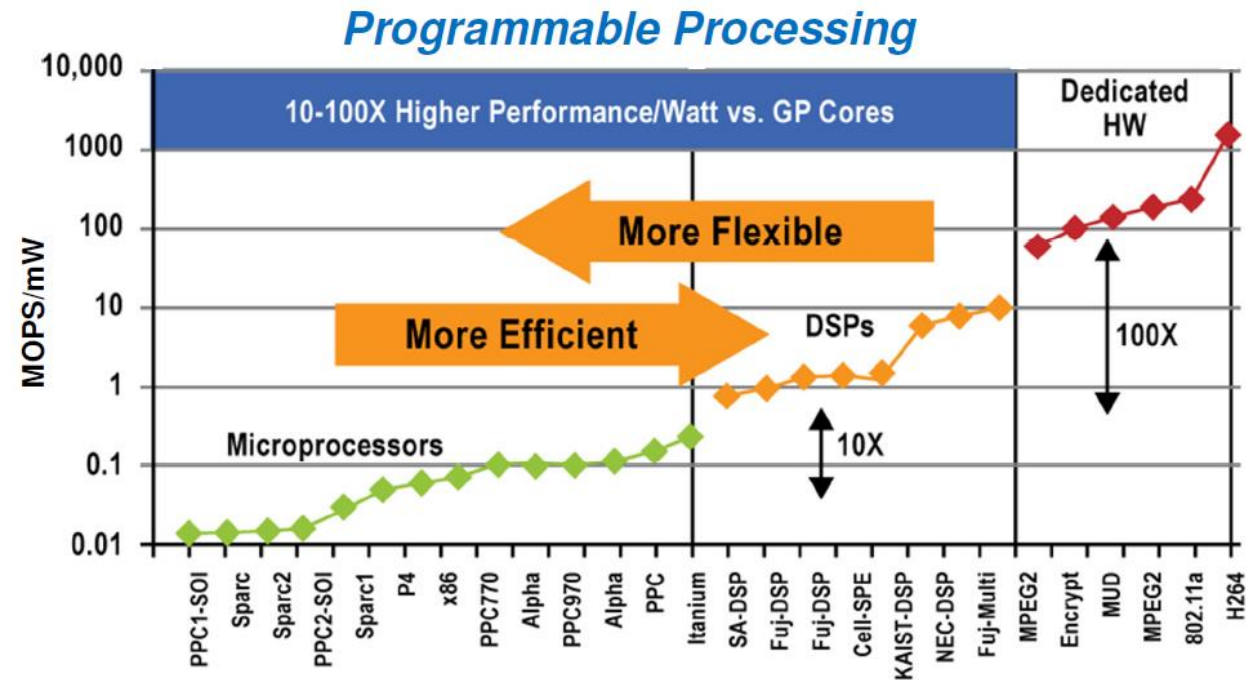 Programmable Processing
10,000
1000
100
10
1
0.1
0.01
MOPS/mW
10-100X Higher Performance/Watt vs. GP Cores
Dedicated
HW
More Flexible
More Efficient
DSPs
100X
Microprocessors
10X
PPC1-SOI
Sparc
Sparc2
PPC2-SOI
Sparc1
P4
x86
PPC770
Alpha
PPC970
Alpha
PPC
Itanium
SA-DSP
Fuj-DSP
Fuj-DSP
Cell-SPE
KAIST-DSP
NEC-DSP
Fuj-Multi
MPEG2
Encrypt
MUD
MPEG2
802.11a
H264